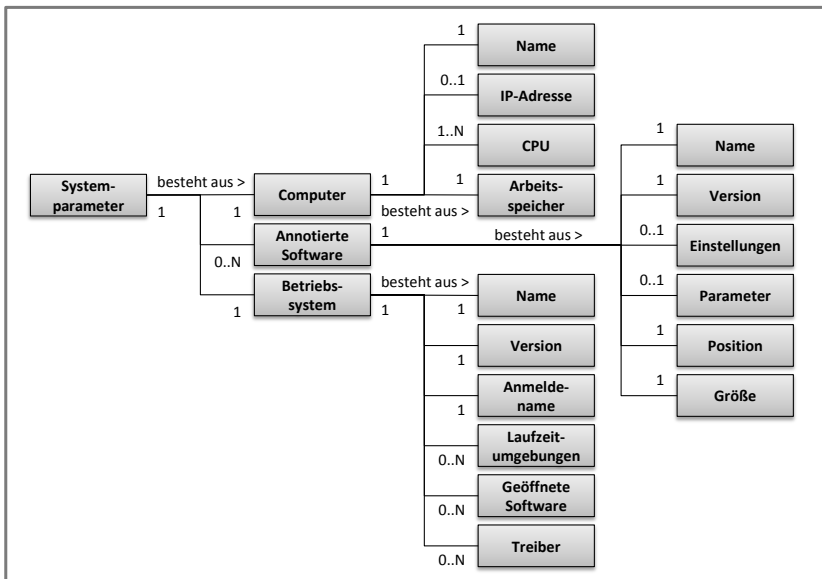 1
Name
0..1
IP-Adresse
1..N
CPU
1
Name
System-
parameter
besteht aus >
1
1
Computer
1
1
Arbeits-
speicher
besteht aus >
1
Version
0..N
Annotierte
Software
1
besteht aus >
0..1
Einstellungen
1
Betriebs-
system
besteht aus >
1
1
Name
0..1
Parameter
1
Version
1
Position
1
Anmelde-
name
1
Größe
0..N
Laufzeit-
umgebungen
0..N
Geöffnete
Software
0..N
Treiber